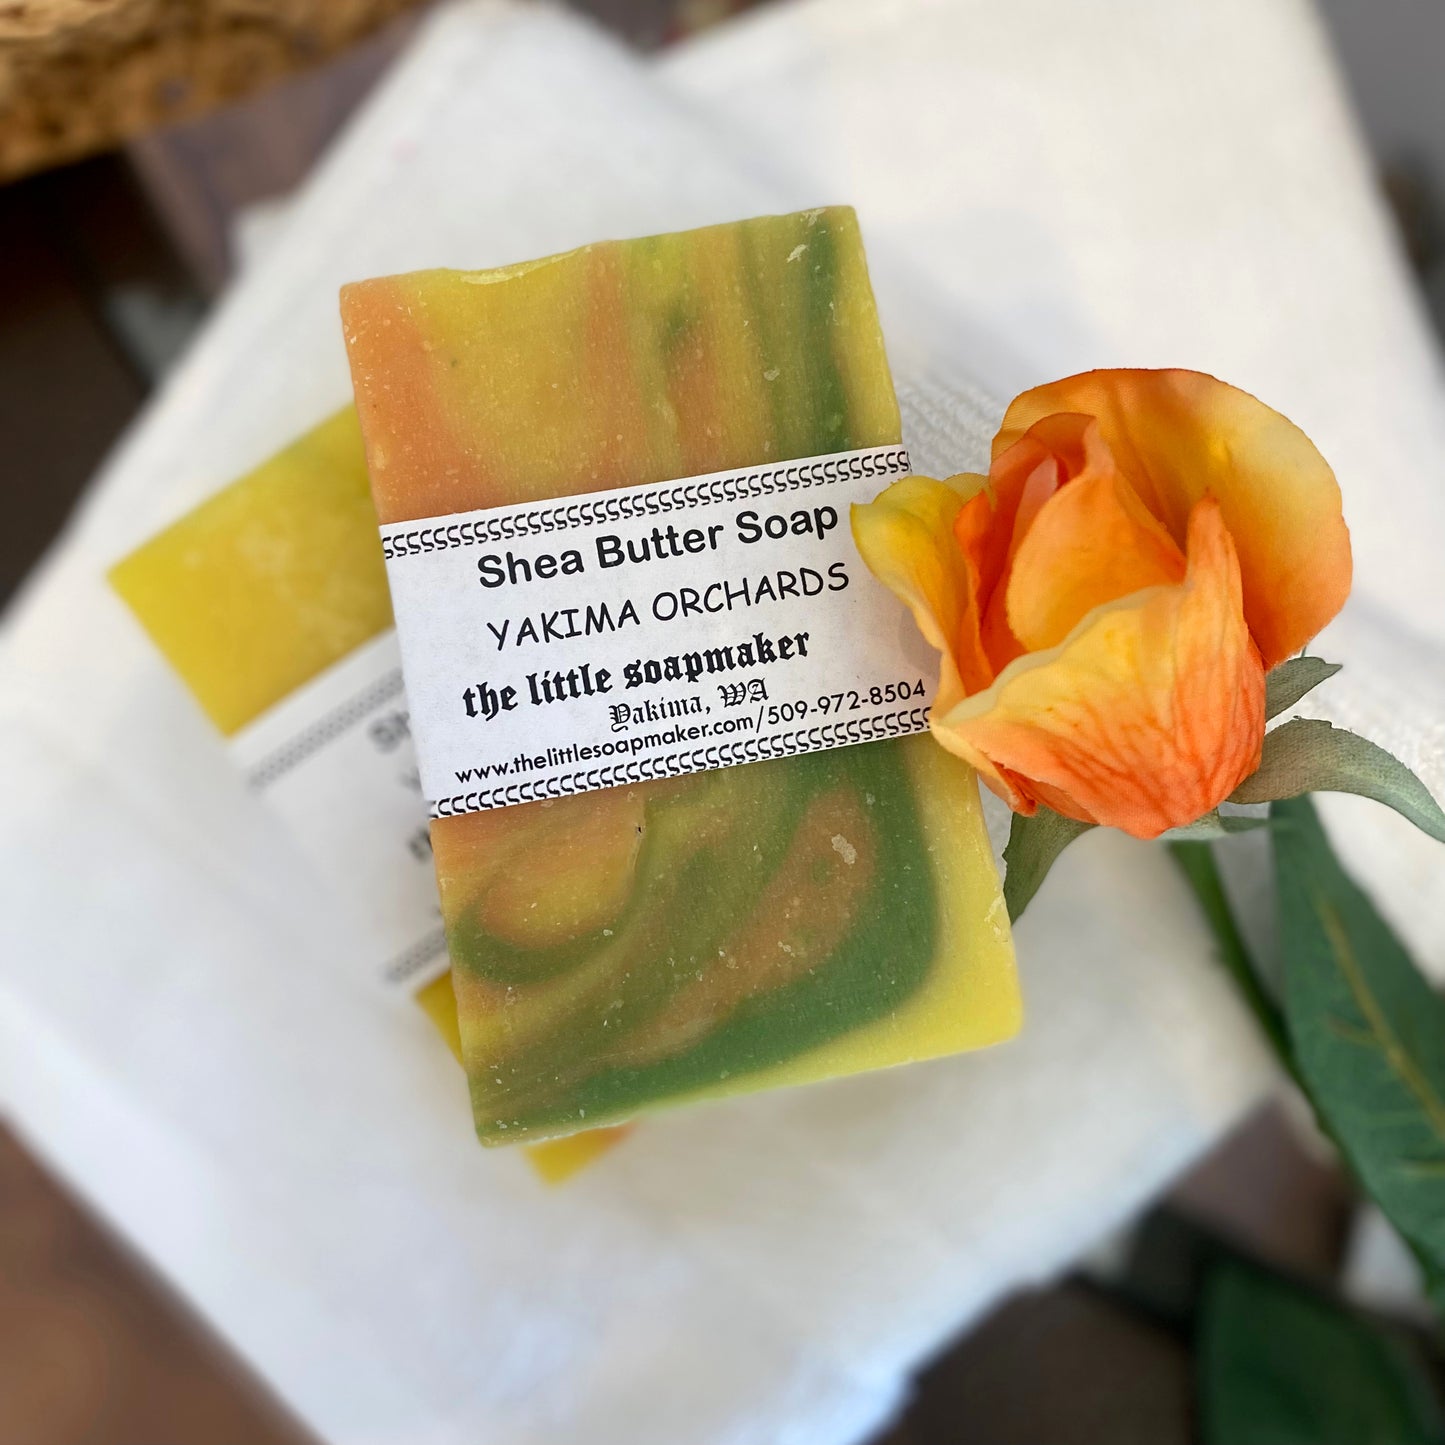 Shea Butter Soap
YAKIMA ORCHARDS
the little soapmaker
Yakima, WA
www.thelittlesoapmaker.com/509-972-8504